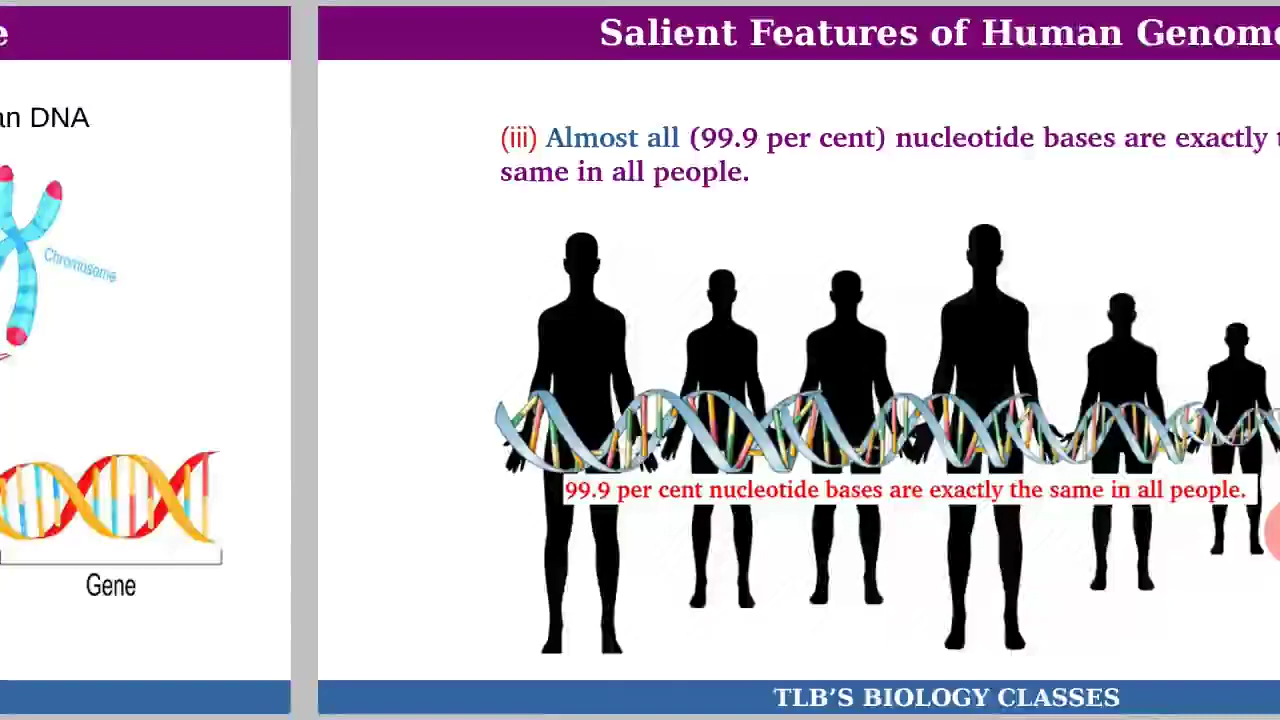 e
an DNA
Chromosome
Gene
Salient Features of Human Genome
(iii) Almost all (99.9 per cent) nucleotide bases are exactly t
same in all people.
99.9 per cent nucleotide bases are exactly the same in all people.
TLB’S BIOLOGY CLASSES